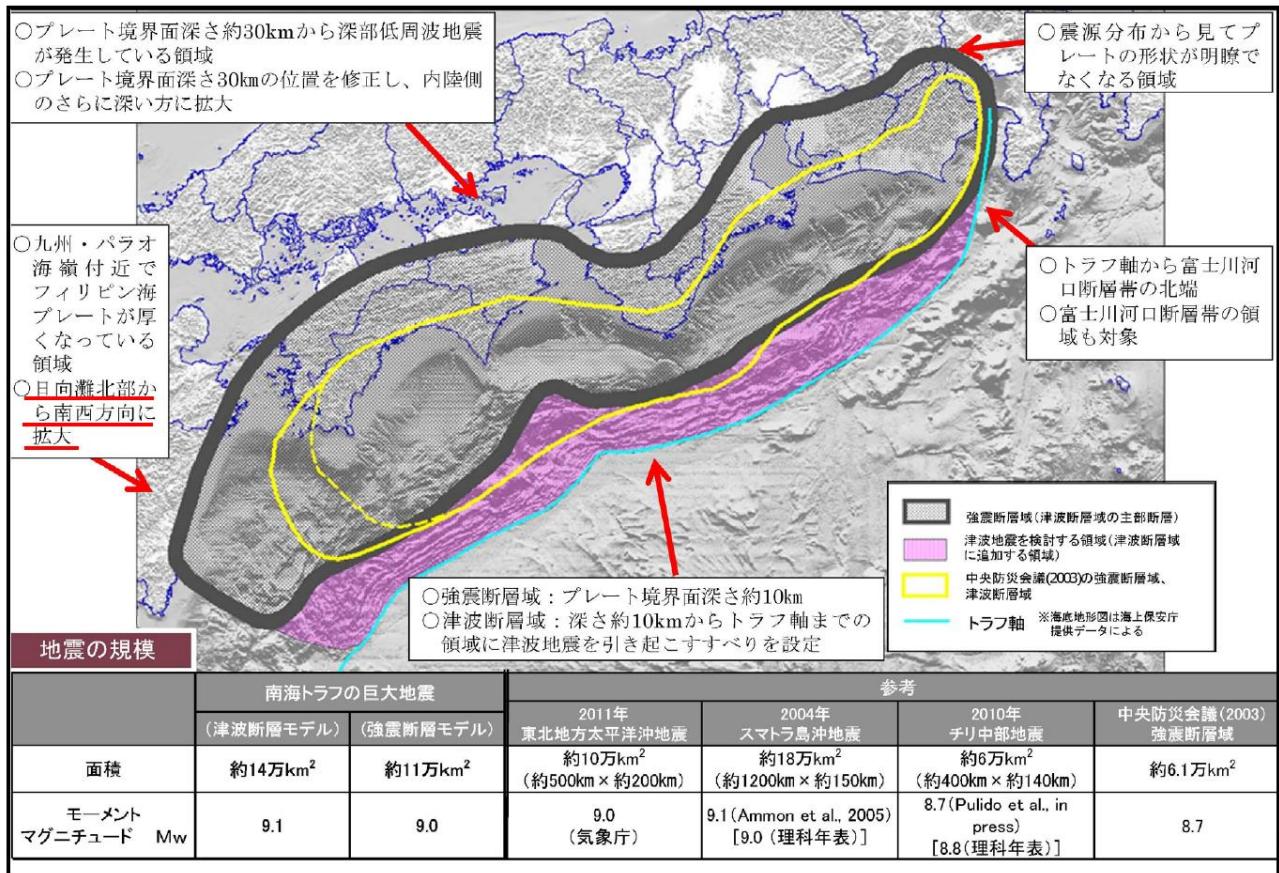 ○プレート境界面深さ約30kmから深部低周波地震
が発生している領域
○プレート境界面深さ30kmの位置を修正し、内陸側
のさらに深い方に拡大
○震源分布から見てプ
レートの形状が明瞭で
なくなる領域
○九州・パラオ
海嶺付近で
フィリピン海
プレートが厚
くなっている
領域
○日向灘北部か
ら南西方向に
拡大
○トラフ軸から富士川河
口断層帯の北端
○富士川河口断層帯の領
域も対象
強震断層域(津波断層域の主部断層)
津波地震を検討する領域(津波断層域
に追加する領域)
中央防災会議(2003)の強震断層域、
津波断層域
トラフ軸 ※海底地形図は海上保安庁
提供データによる
○強震断層域：プレート境界面深さ約10km
○津波断層域：深さ約10kmからトラフ軸までの
領域に津波地震を引き起こすすべりを設定
地震の規模
南海トラフの巨大地震 参考
(津波断層モデル) (強震断層モデル) 2011年 2004年 2010年 中央防災会議(2003)
東北地方太平洋沖地震 スマトラ島沖地震 チリ中部地震 強震断層域
面積 約14万km² 約11万km² 約10万km² 約18万km² 約6万km² 約6.1万km²
(約500km×約200km) (約1200km×約150km) (約400km×約140km)
モーメント
マグニチュード Mw 9.1 9.0 9.0 9.1(Ammon et al., 2005) 8.7(Pulido et al., in 8.7
(気象庁) [9.0 (理科年表)] press)
[8.8(理科年表)]